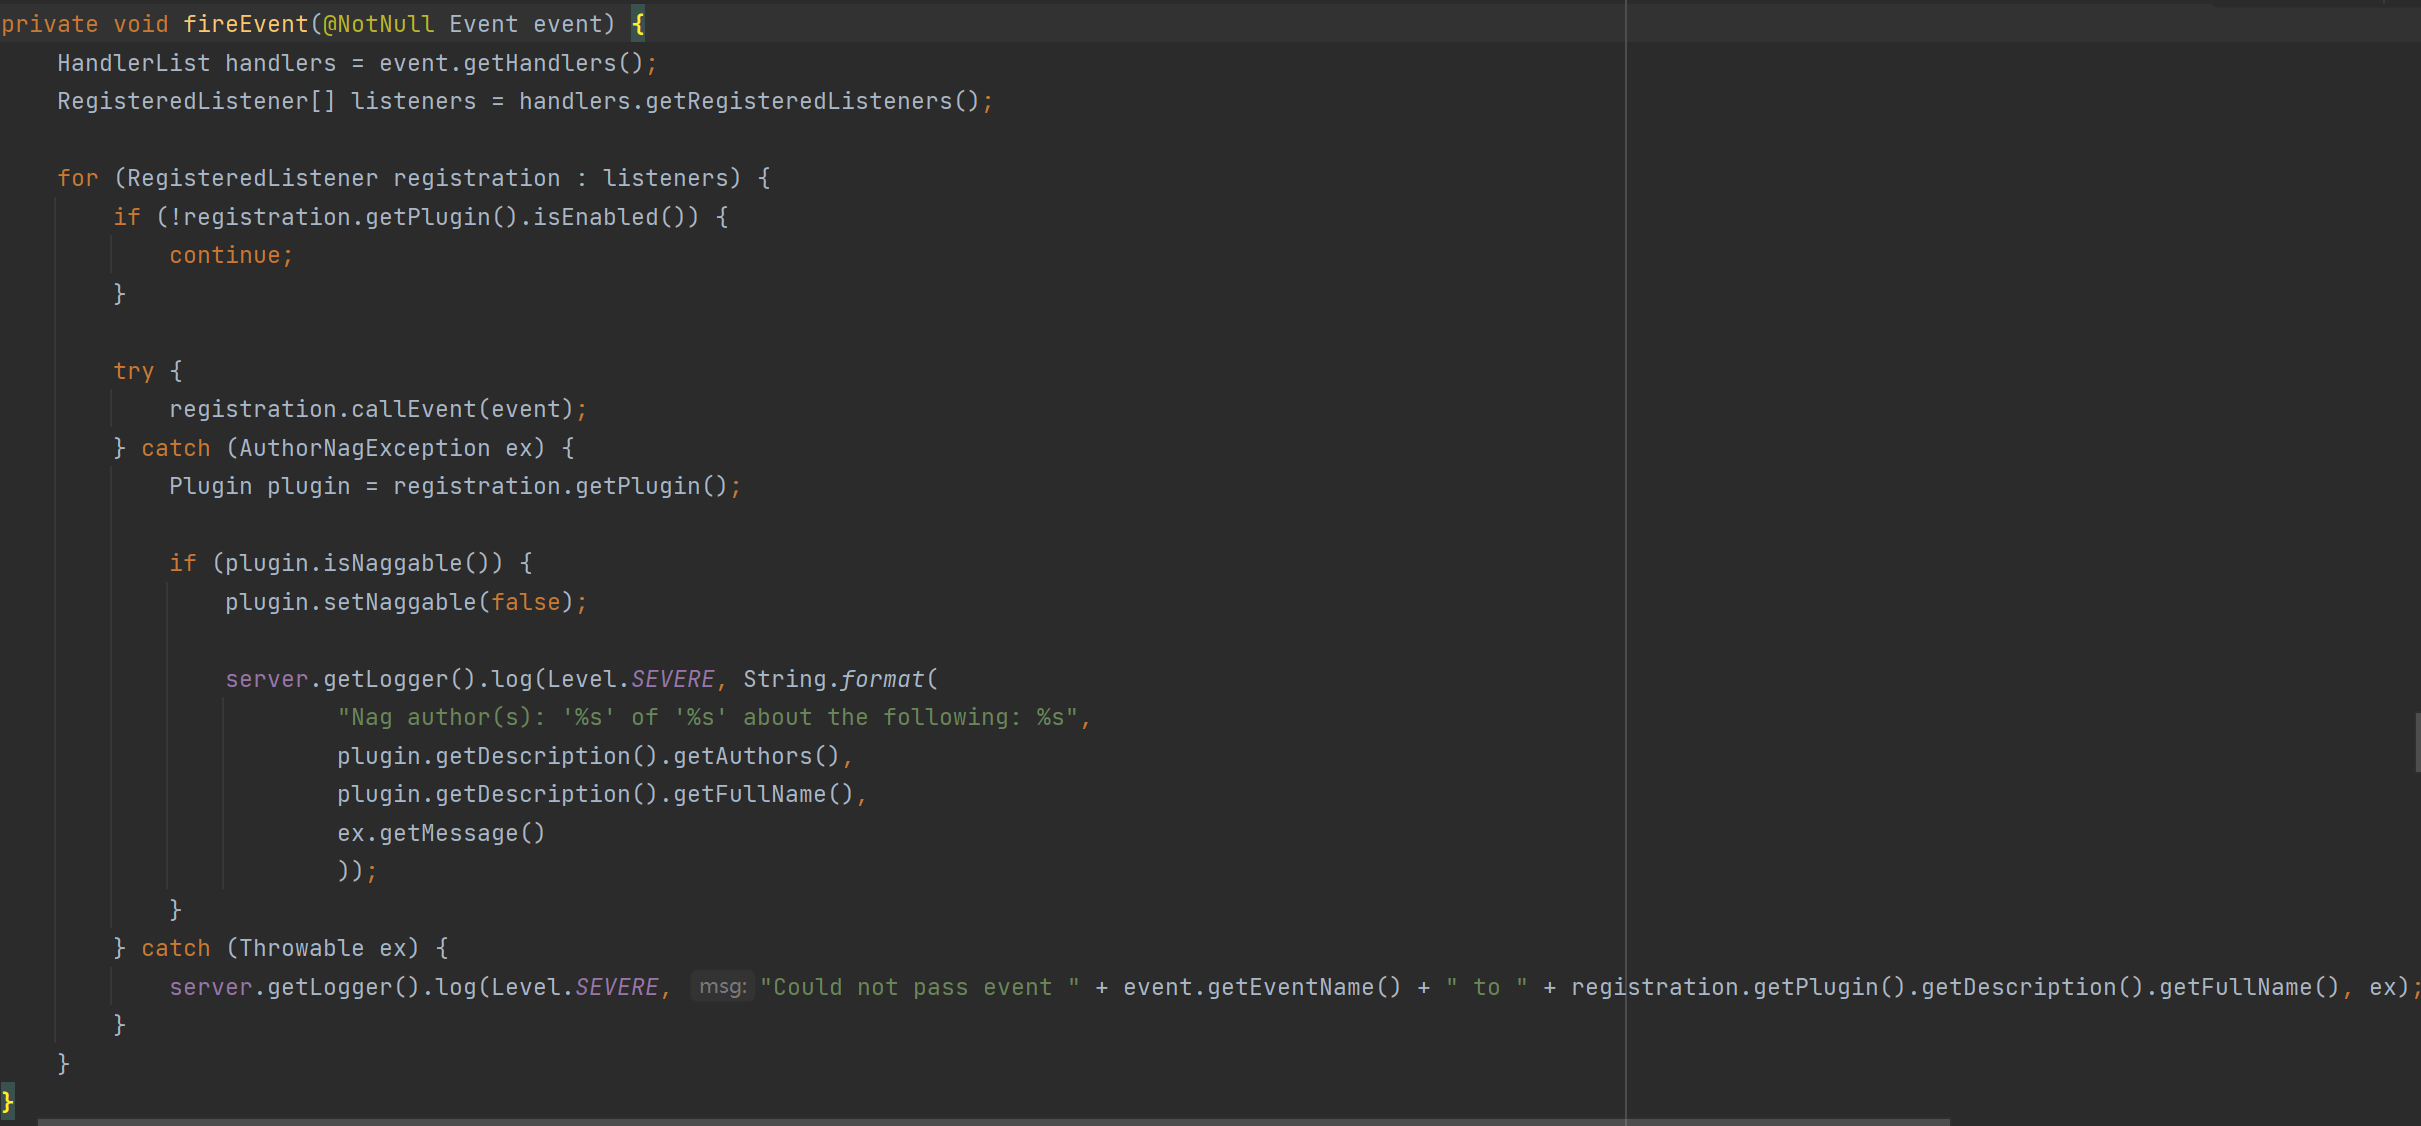 private void fireEvent(@NotNull Event event) {
    HandlerList handlers = event.getHandlers();
    RegisteredListener[] listeners = handlers.getRegisteredListeners();

    for (RegisteredListener registration : listeners) {
        if (!registration.getPlugin().isEnabled()) {
            continue;
        }

        try {
            registration.callEvent(event);
        } catch (AuthorNagException ex) {
            Plugin plugin = registration.getPlugin();

            if (plugin.isNaggable()) {
                plugin.setNaggable(false);

                server.getLogger().log(Level.SEVERE, String.format(
                        "Nag author(s): '%s' of '%s' about the following: %s",
                        plugin.getDescription().getAuthors(),
                        plugin.getDescription().getFullName(),
                        ex.getMessage()
                        ));
            }
        } catch (Throwable ex) {
            server.getLogger().log(Level.SEVERE, msg: "Could not pass event " + event.getEventName() + " to " + registration.getPlugin().getDescription().getFullName(), ex);
        }
    }
}